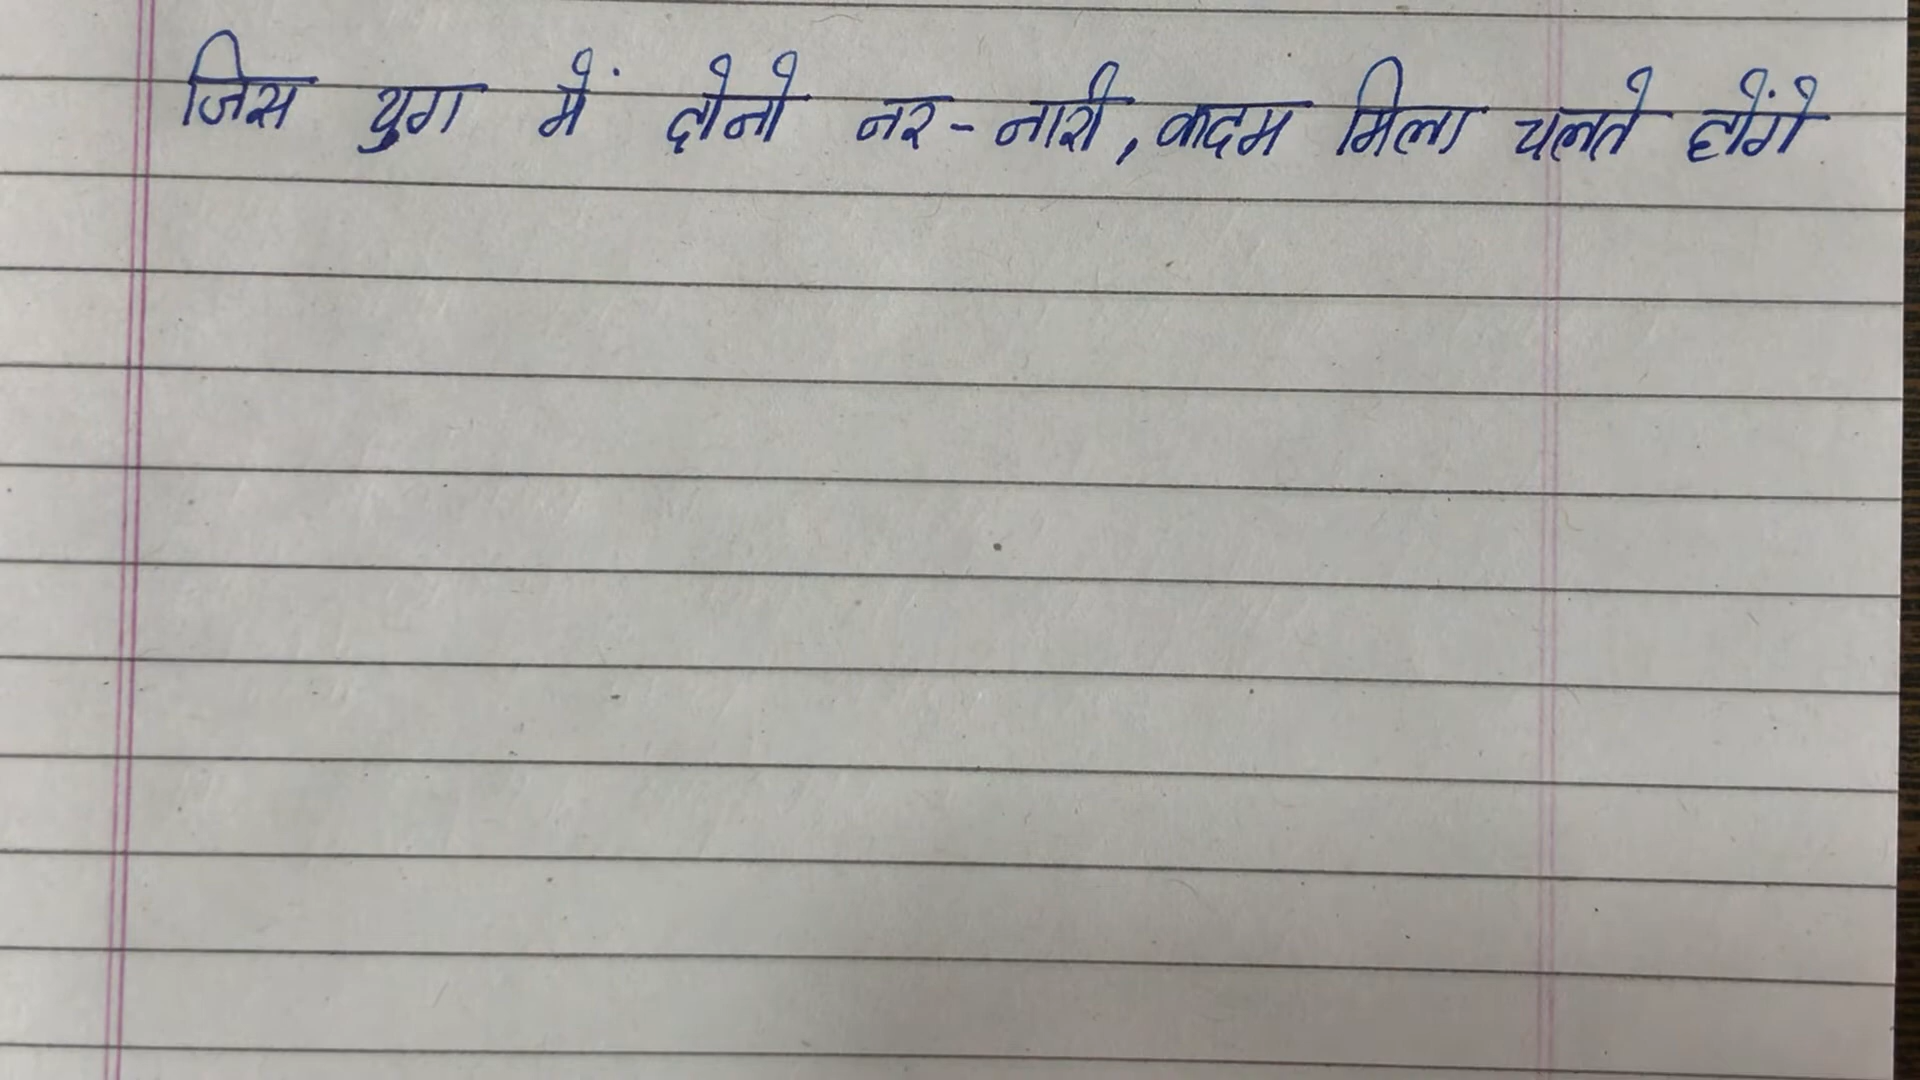 जिस युग में दोनो नर-नारी, कदम मिला चलते होंगे